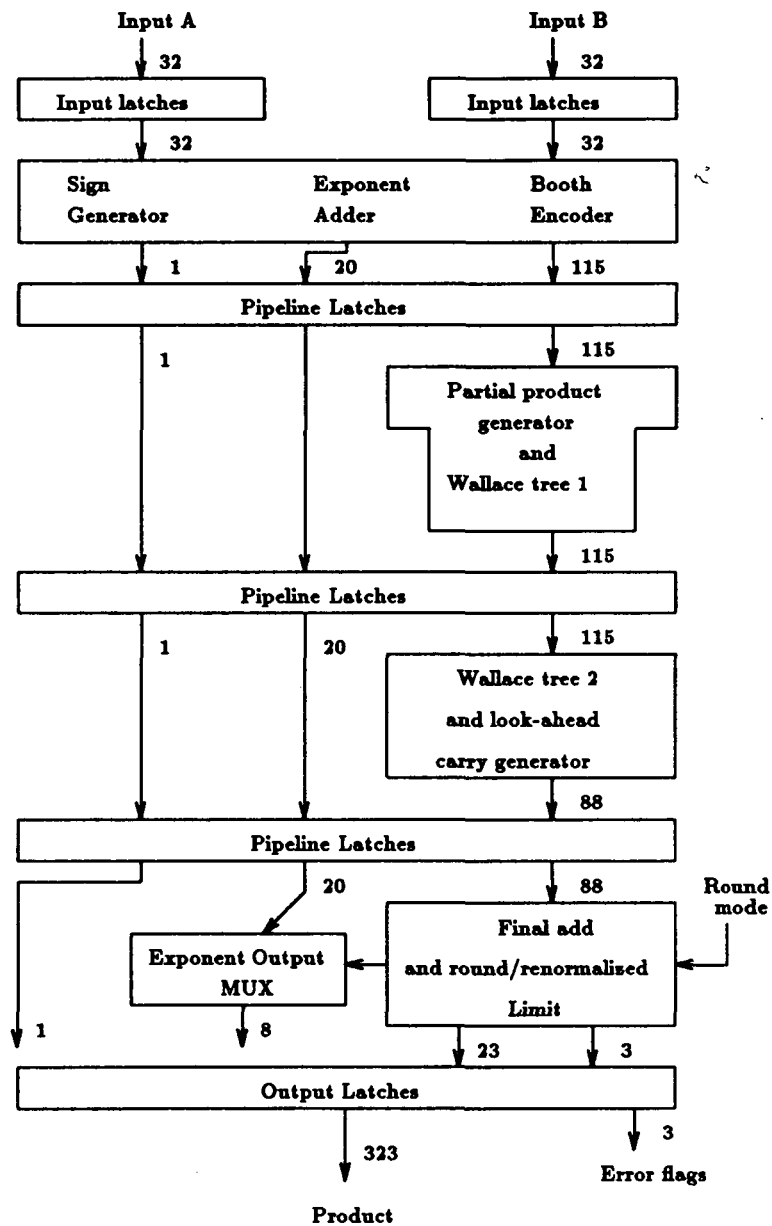 Input A
Input B
32
32
Input latches
Input latches
32
32
Sign
Generator
Exponent
Adder
Booth
Encoder
1
20
115
Pipeline Latches
1
115
Partial product
generator
and
Wallace tree 1
115
Pipeline Latches
1
20
115
Wallace tree 2
and look-ahead
carry generator
88
Pipeline Latches
20
88
Round
mode
Final add
and round/renormalized
Limit
Exponent Output
MUX
1
8
23
3
Output Latches
323
3
Error flags
Product